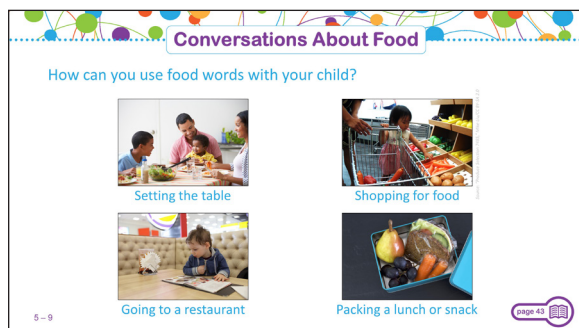 Conversations About Food
How can you use food words with your child?
Setting the table
Shopping for food
Going to a restaurant
Packing a lunch or snack
5 – 9
page 43